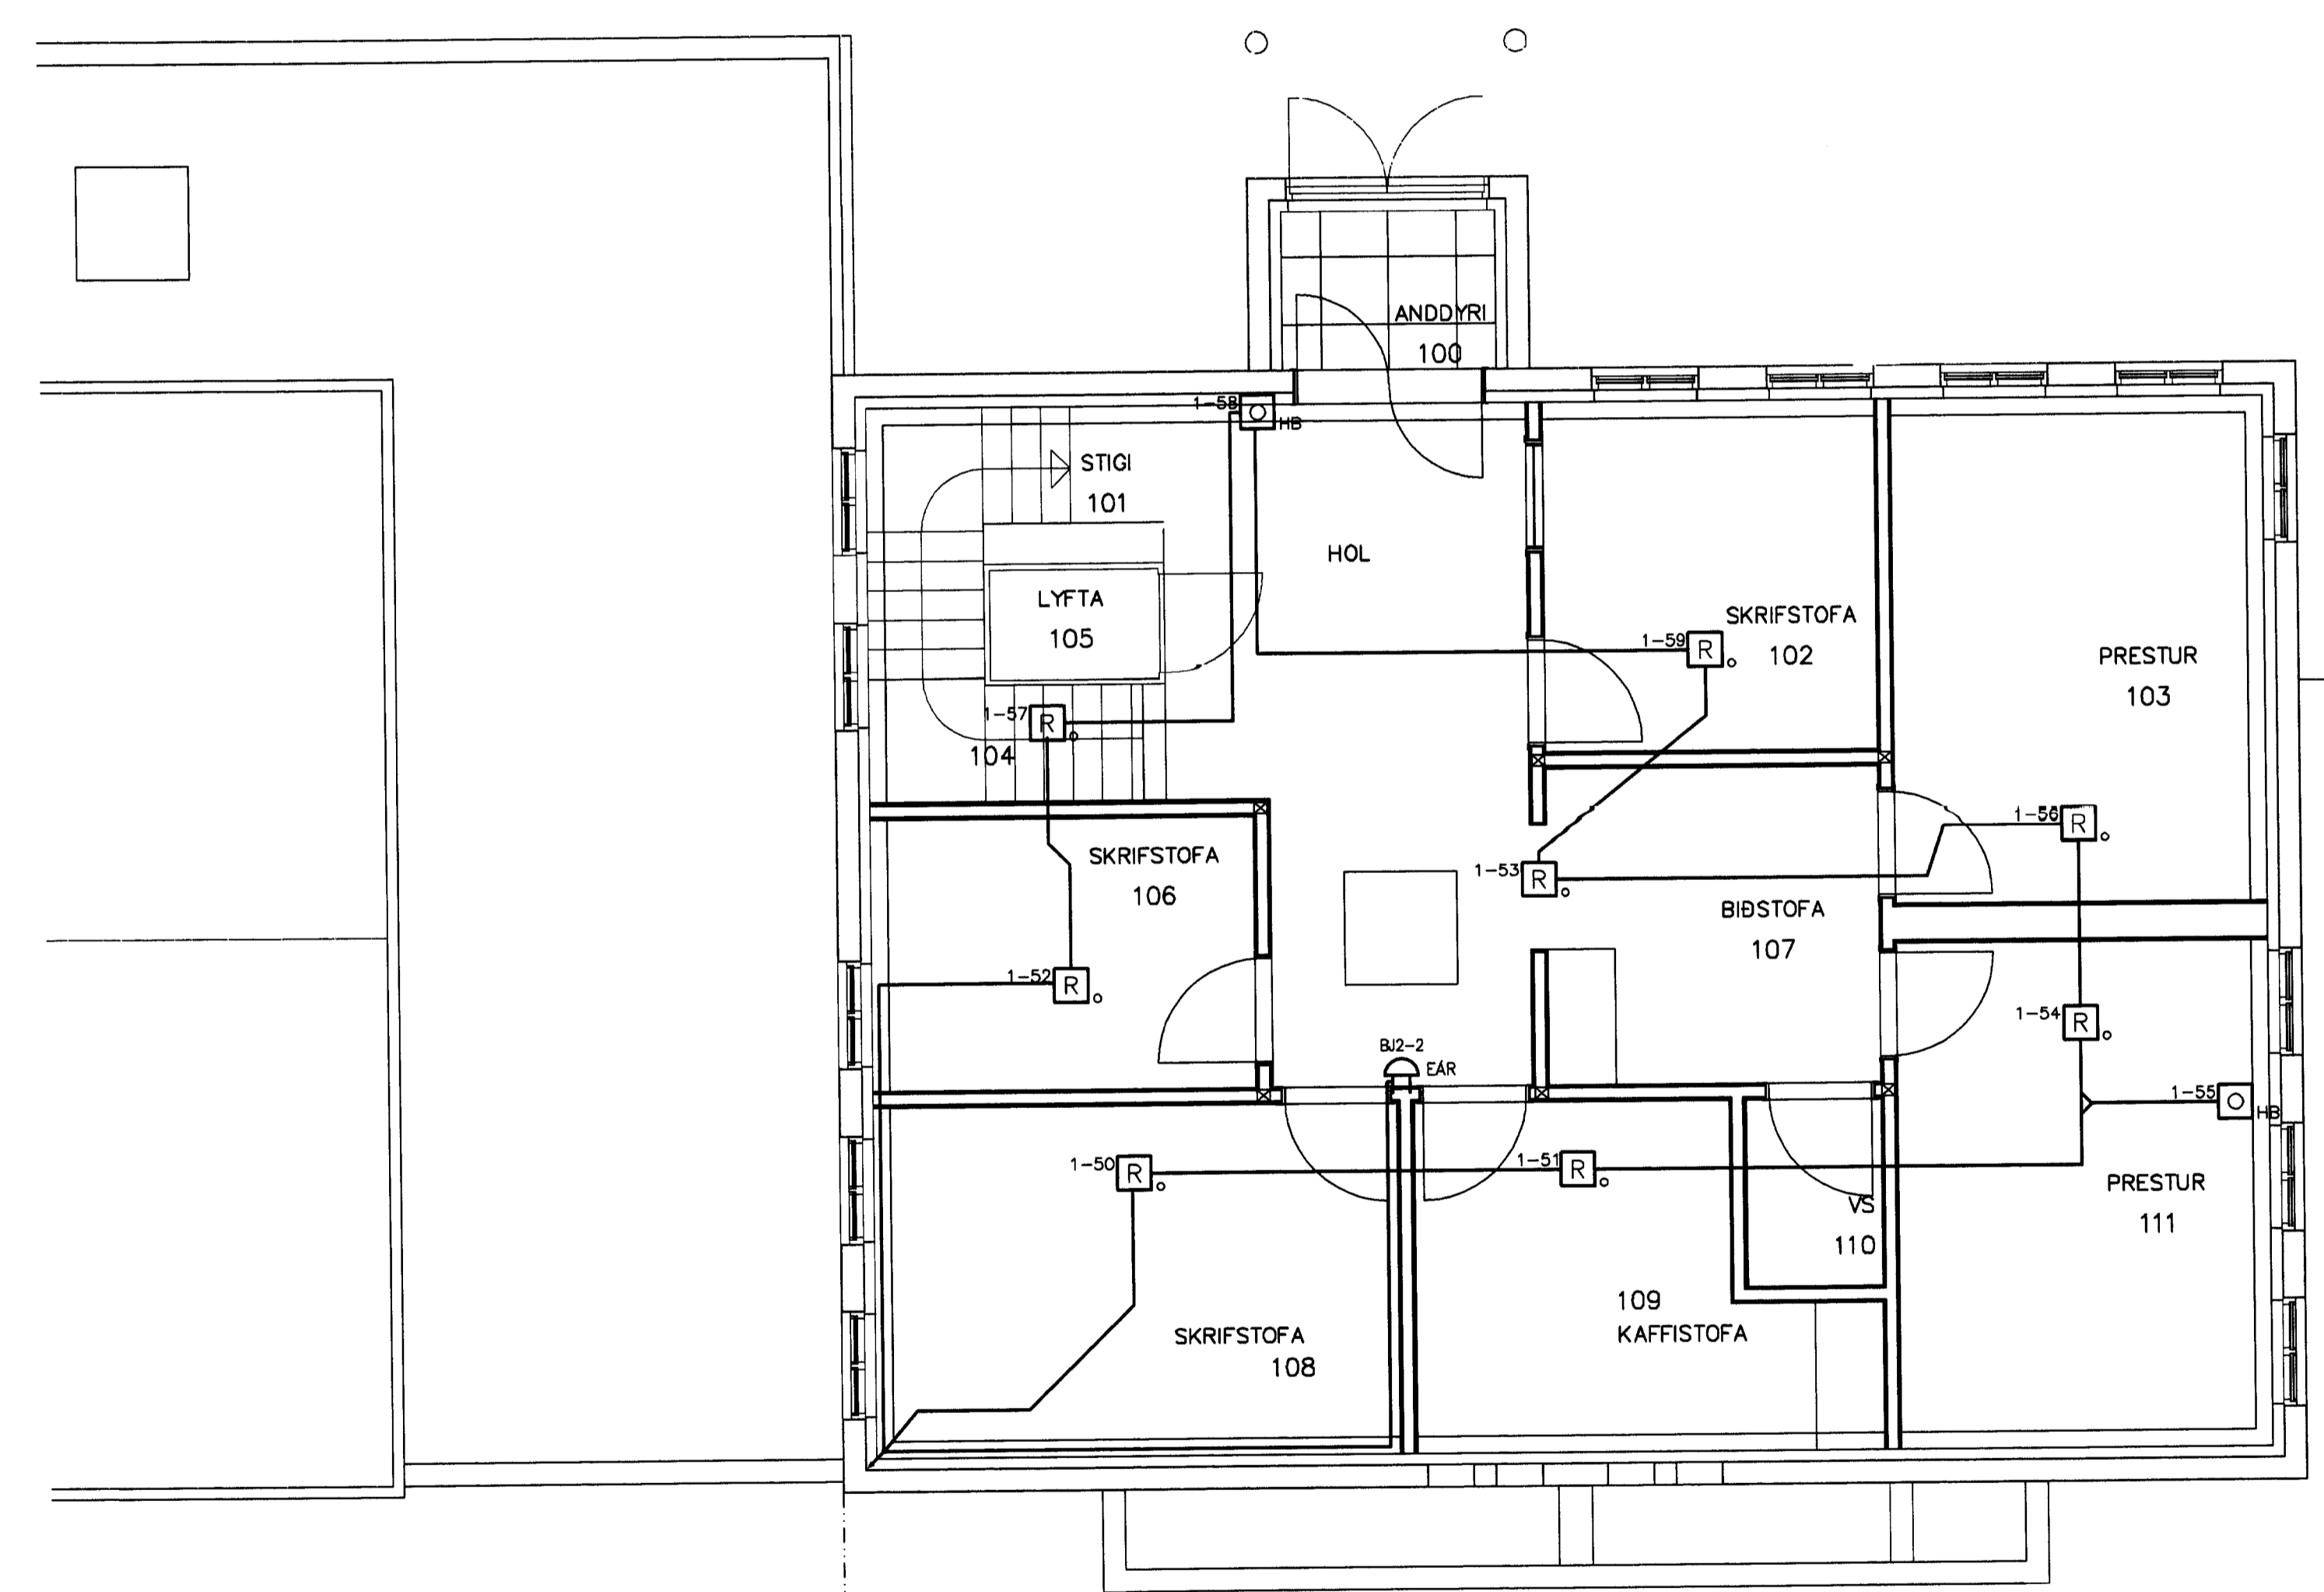 ANDDYRI
100
1-58
HB
STIGI
101
HOL
LYFTA
105
SKRIFSTOFA
1-59
R
102
PRESTUR
103
1-57
R
104
1-56
R
SKRIFSTOFA
106
1-53
R
BIÐSTOFA
107
1-52
R
1-54
R
BJ2-2
EÁR
1-55
HB
1-50
R
1-51
R
PRESTUR
111
VS
110
109
KAFFISTOFA
SKRIFSTOFA
108